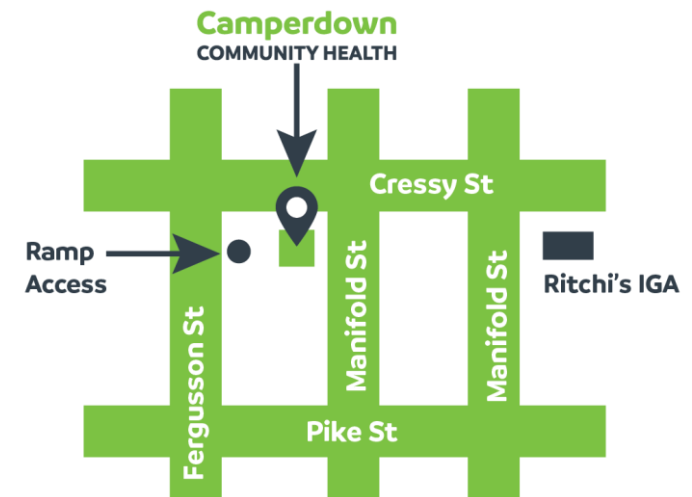 Camperdown
COMMUNITY HEALTH
Cressy St
Ramp
Access
Ritchi's IGA
Fergusson St
Manifold St
Manifold St
Pike St